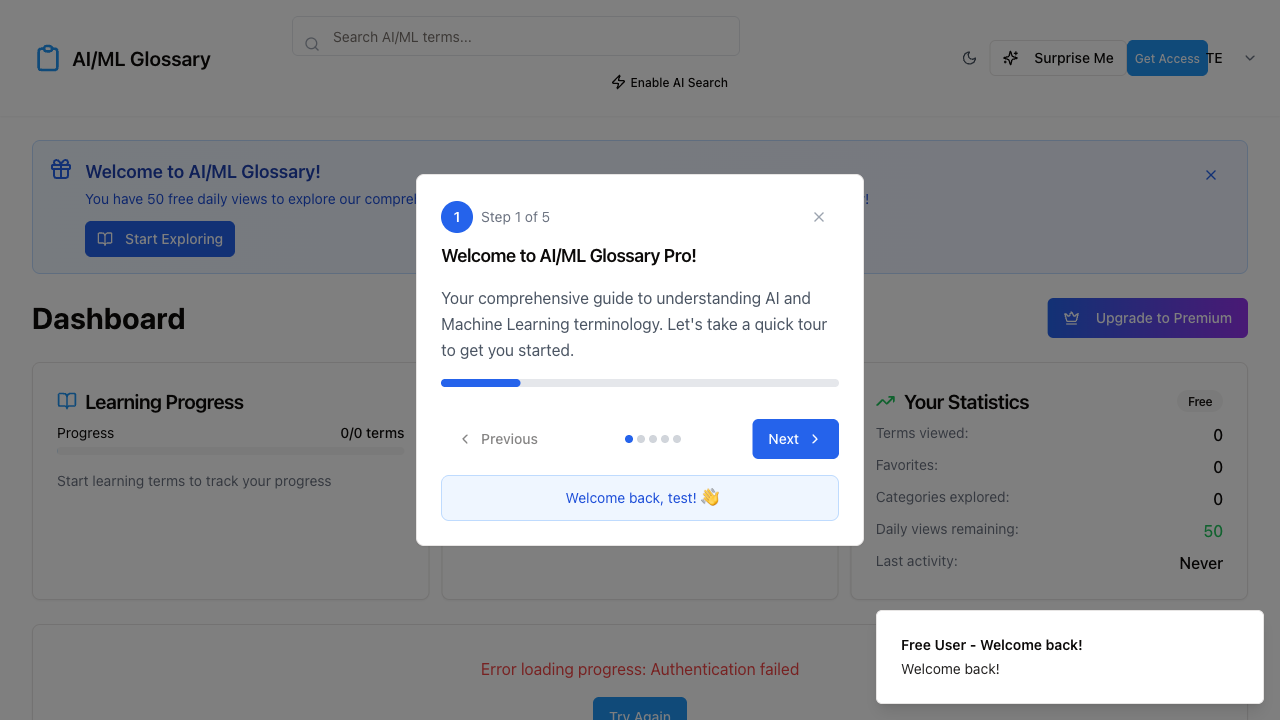 AI/ML Glossary
Search AI/ML terms...
Enable AI Search
Surprise Me
Get Access
TE
Welcome to AI/ML Glossary!
You have 50 free daily views to explore our
!
Start Exploring
Dashboard
Upgrade to Premium
1
Step 1 of 5
Welcome to AI/ML Glossary Pro!
Your comprehensive guide to understanding AI and
Machine Learning terminology. Let's take a quick tour
to get you started.
Previous
Next
Welcome back, test! 👋
Learning Progress
Progress
0/0 terms
Start learning terms to track your progress
Your Statistics
Free
Terms viewed:
0
Favorites:
0
Categories explored:
0
Daily views remaining:
50
Last activity:
Never
Error loading progress: Authentication failed
Try Again
Free User - Welcome back!
Welcome back!